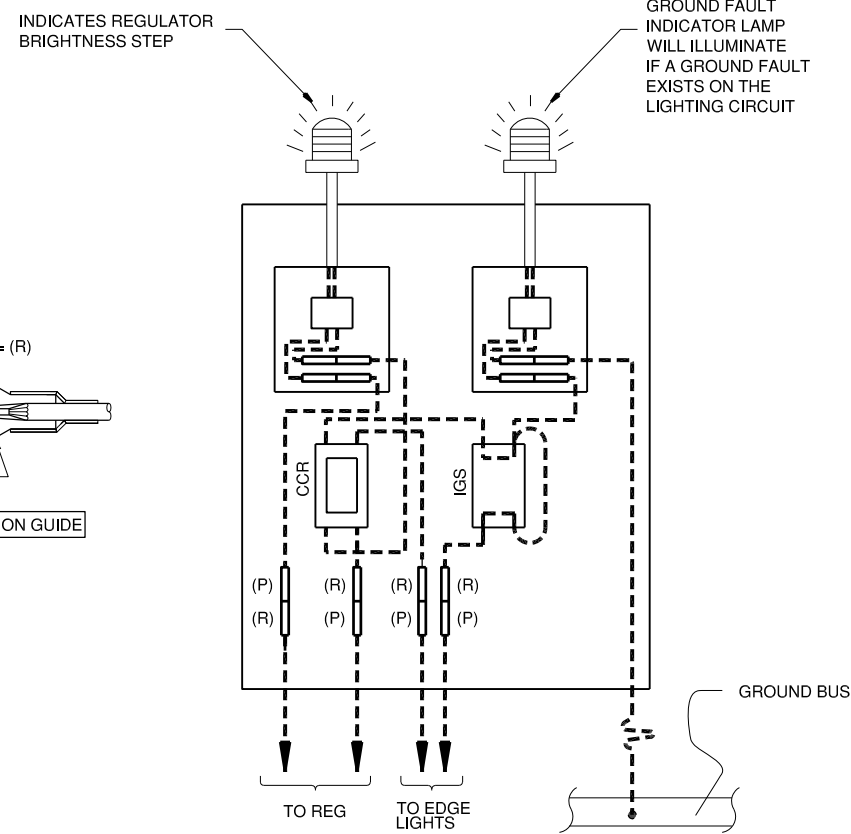 INDICATES REGULATOR
BRIGHTNESS STEP
GROUND FAULT
INDICATOR LAMP
WILL ILLUMINATE
IF A GROUND FAULT
EXISTS ON THE
LIGHTING CIRCUIT
(R)
ON GUIDE
CCR
IGS
(P) (R) (R) (R)
(R) (P) (P) (P)
GROUND BUS
TO REG
TO EDGE
LIGHTS